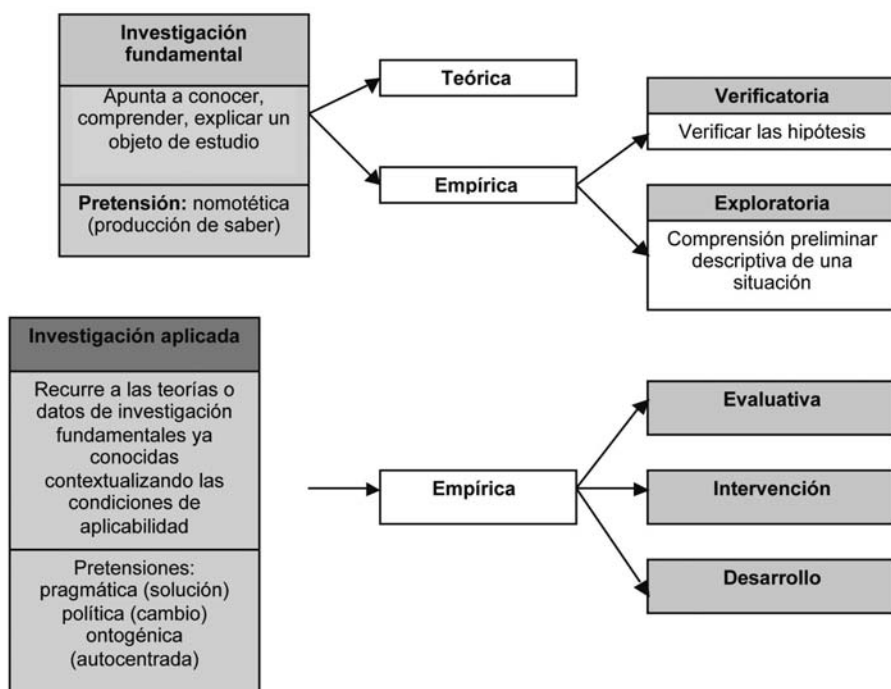 Investigación
fundamental
Apunta a conocer,
comprender, explicar un
objeto de estudio
Pretensión: nomotética
(producción de saber)
Teórica
Empírica
Verificatoria
Verificar las hipótesis
Exploratoria
Comprensión preliminar
descriptiva de una
situación
Investigación aplicada
Recurre a las teorías o
datos de investigación
fundamentales ya
conocidas
contextualizando las
condiciones de
aplicabilidad
Pretensiones:
pragmática (solución)
política (cambio)
ontogénica
(autocentrada)
Empírica
Evaluativa
Intervención
Desarrollo